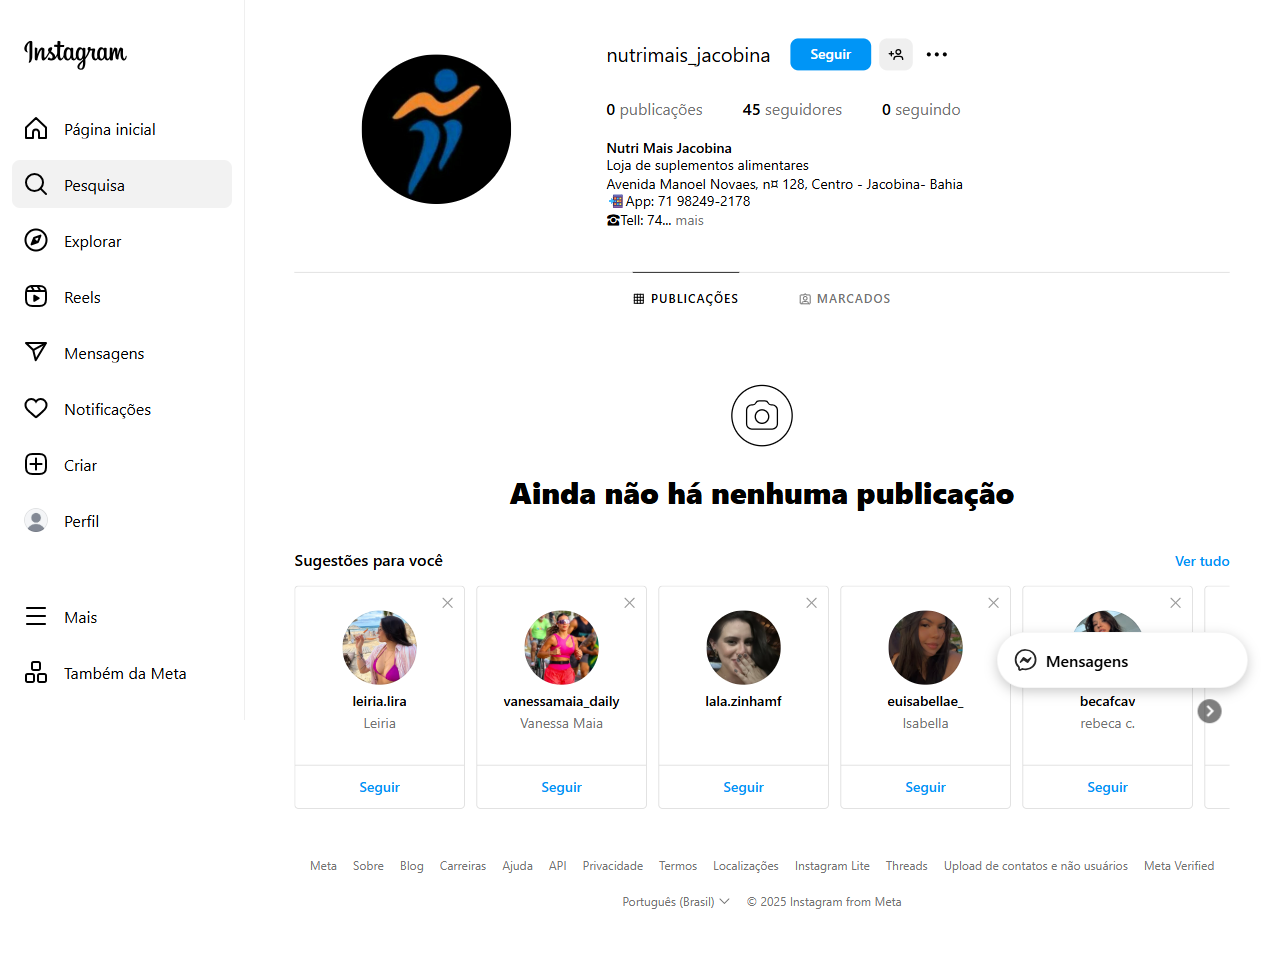 Instagram
Página inicial
Pesquisa
Explorar
Reels
Mensagens
Notificações
Criar
Perfil
Mais
Também da Meta
nutrimais_jacobina
Seguir
0 publicações 45 seguidores 0 seguindo
Nutri Mais Jacobina
Loja de suplementos alimentares
Avenida Manoel Novaes, n¤ 128, Centro - Jacobina- Bahia
📲App: 71 98249-2178
☎Tell: 74... mais
PUBLICAÇÕES MARCADOS
Ainda não há nenhuma publicação
Sugestões para você Ver tudo
leiria.lira
Leiria
Seguir
vanessamaia_daily
Vanessa Maia
Seguir
lala.zinhamf
Seguir
euisabellae_
Isabella
Seguir
becafcav
rebeca c.
Seguir
Mensagens
Meta Sobre Blog Carreiras Ajuda API Privacidade Termos Localizações Instagram Lite Threads Upload de contatos e não usuários Meta Verified
Português (Brasil) © 2025 Instagram from Meta